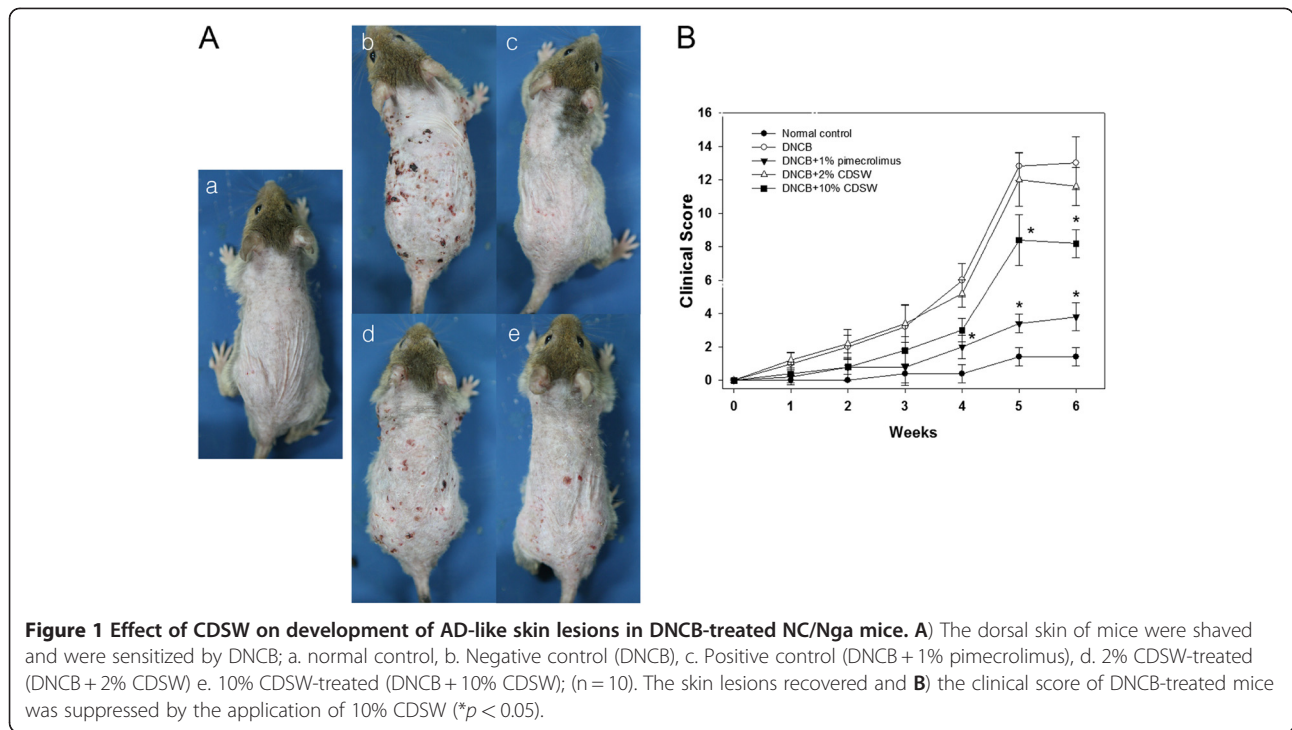 A
B
a
b
c
d
e
16
14
12
10
8
6
4
2
0
Clinical Score
Normal control
DNCB
DNCB+1% pimecrolimus
DNCB+2% CDSW
DNCB+10% CDSW
*
*
*
*
*
0 1 2 3 4 5 6
Weeks
Figure 1 Effect of CDSW on development of AD-like skin lesions in DNCB-treated NC/Nga mice. A) The dorsal skin of mice were shaved
and were sensitized by DNCB; a. normal control, b. Negative control (DNCB), c. Positive control (DNCB + 1% pimecrolimus), d. 2% CDSW-treated
(DNCB + 2% CDSW) e. 10% CDSW-treated (DNCB + 10% CDSW); (n = 10). The skin lesions recovered and B) the clinical score of DNCB-treated mice
was suppressed by the application of 10% CDSW (*p < 0.05).